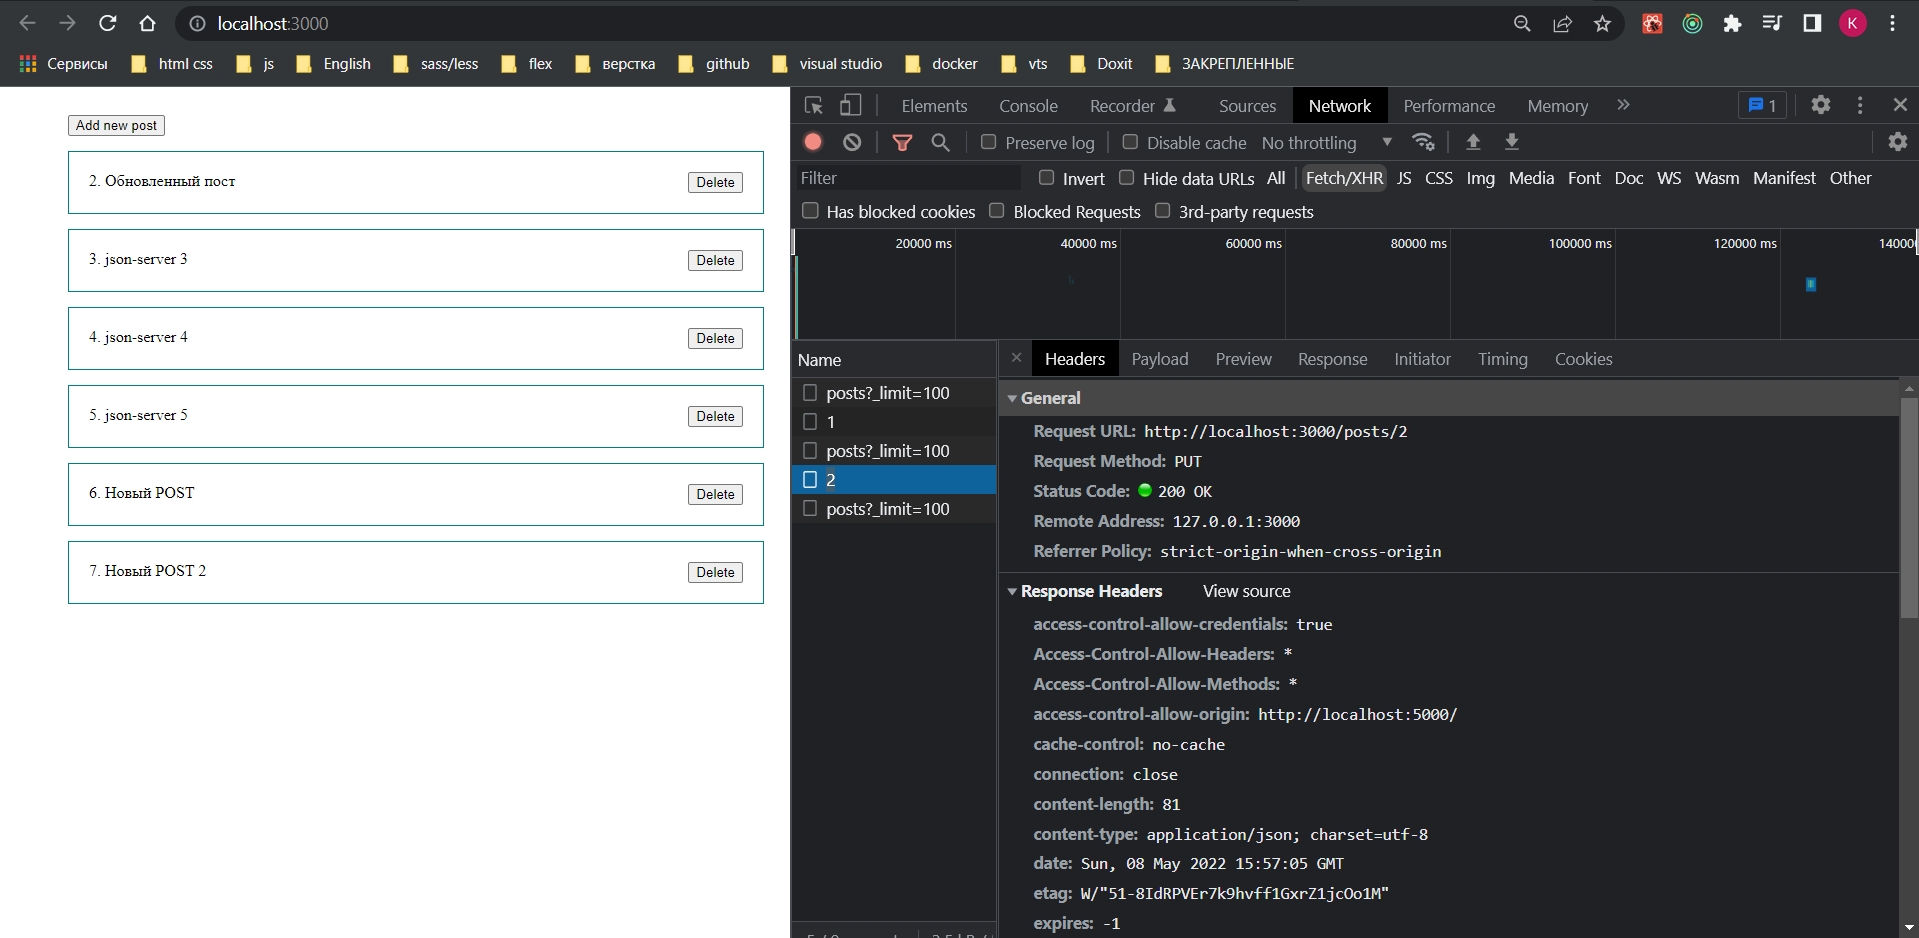 localhost:3000
K
Сервисы html css js English sass/less flex верстка github visual studio docker vts Doxit ЗАКРЕПЛЕННЫЕ
Add new post
2. Обновленный пост Delete
3. json-server 3 Delete
4. json-server 4 Delete
5. json-server 5 Delete
6. Новый POST Delete
7. Новый POST 2 Delete
Elements Console Recorder Sources Network Performance Memory » 1
Preserve log Disable cache No throttling
Filter Invert Hide data URLs All Fetch/XHR JS CSS Img Media Font Doc WS Wasm Manifest Other
Has blocked cookies Blocked Requests 3rd-party requests
20000 ms 40000 ms 60000 ms 80000 ms 100000 ms 120000 ms
Name
posts?_limit=100
1
posts?_limit=100
2
posts?_limit=100
Headers Payload Preview Response Initiator Timing Cookies
General
Request URL: http://localhost:3000/posts/2
Request Method: PUT
Status Code: 200 OK
Remote Address: 127.0.0.1:3000
Referrer Policy: strict-origin-when-cross-origin
Response Headers View source
access-control-allow-credentials: true
Access-Control-Allow-Headers: *
Access-Control-Allow-Methods: *
access-control-allow-origin: http://localhost:5000/
cache-control: no-cache
connection: close
content-length: 81
content-type: application/json; charset=utf-8
date: Sun, 08 May 2022 15:57:05 GMT
etag: W/"51-8IdRPVEr7k9hvff1GxrZ1jcOo1M"
expires: -1